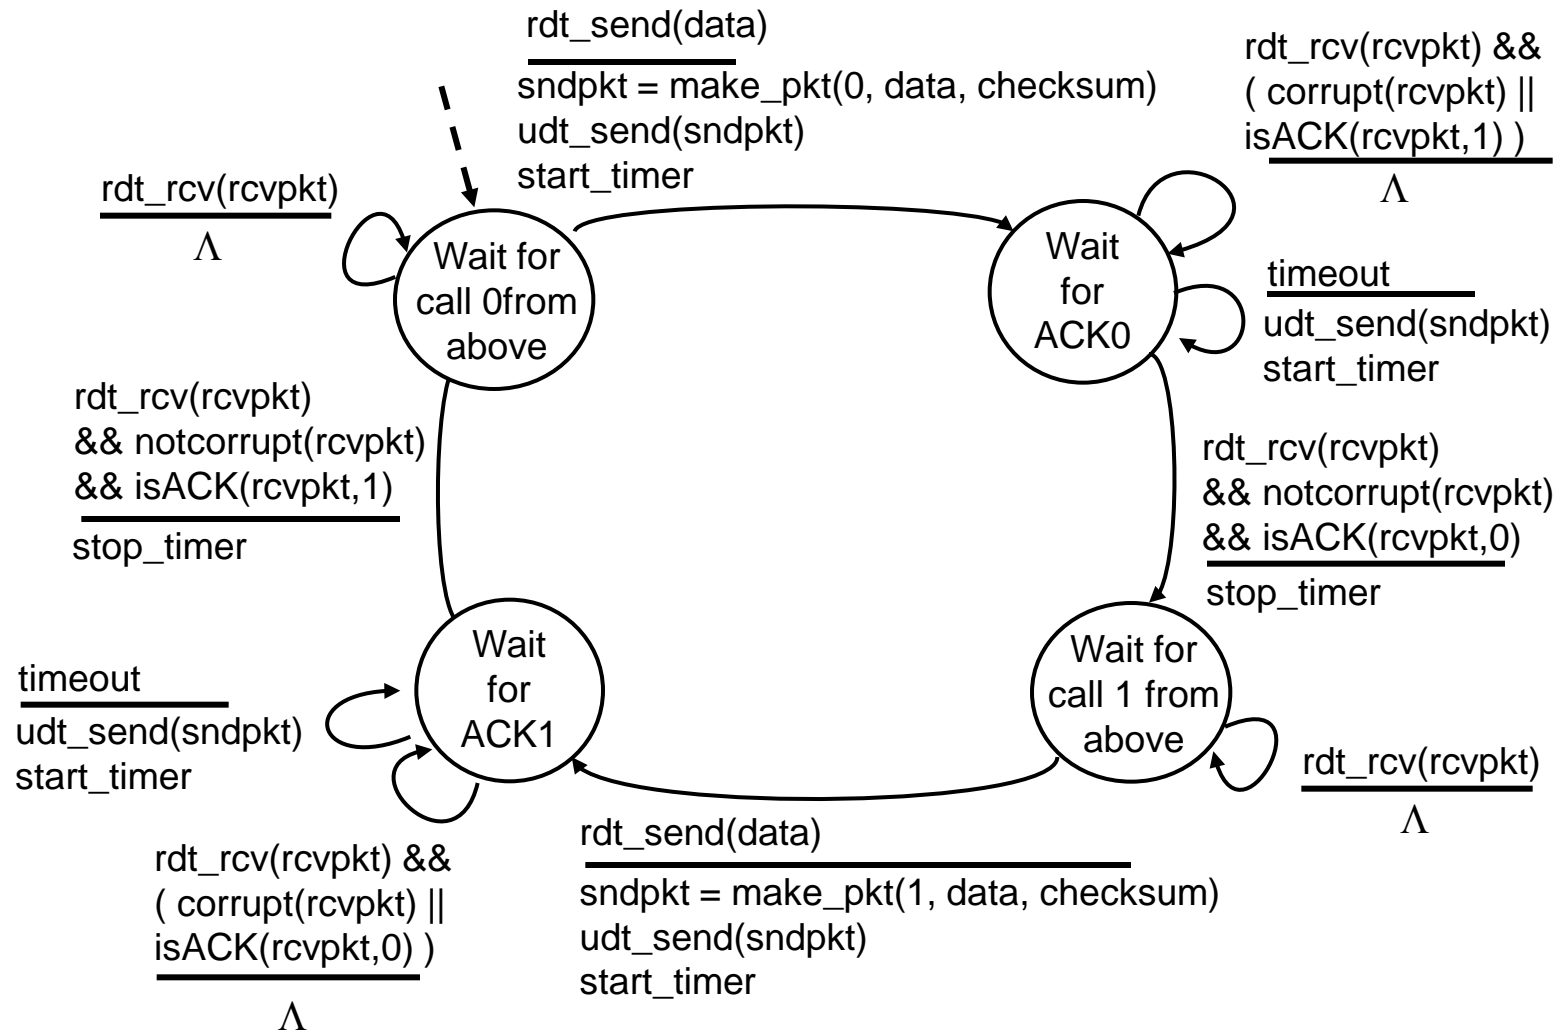 rdt_send(data)
sndpkt = make_pkt(0, data, checksum)
udt_send(sndpkt)
start_timer
rdt_rcv(rcvpkt) &&
( corrupt(rcvpkt) ||
isACK(rcvpkt,1) )
Λ
rdt_rcv(rcvpkt)
Λ
Wait for
call 0from
above
Wait
for
ACK0
timeout
udt_send(sndpkt)
start_timer
rdt_rcv(rcvpkt)
&& notcorrupt(rcvpkt)
&& isACK(rcvpkt,1)
stop_timer
rdt_rcv(rcvpkt)
&& notcorrupt(rcvpkt)
&& isACK(rcvpkt,0)
stop_timer
Wait
for
ACK1
Wait for
call 1 from
above
timeout
udt_send(sndpkt)
start_timer
rdt_rcv(rcvpkt)
Λ
rdt_rcv(rcvpkt) &&
( corrupt(rcvpkt) ||
isACK(rcvpkt,0) )
Λ
rdt_send(data)
sndpkt = make_pkt(1, data, checksum)
udt_send(sndpkt)
start_timer